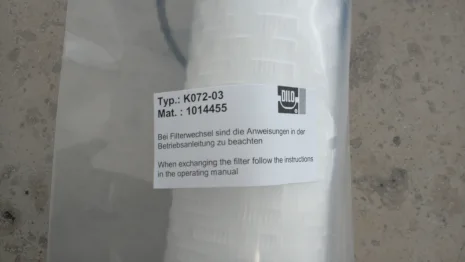 Typ.: K072-03
Mat. : 1014455
DILO
Bei Filterwechsel sind die Anweisungen in der
Betriebsanleitung zu beachten
When exchanging the filter follow the instructions
in the operating manual